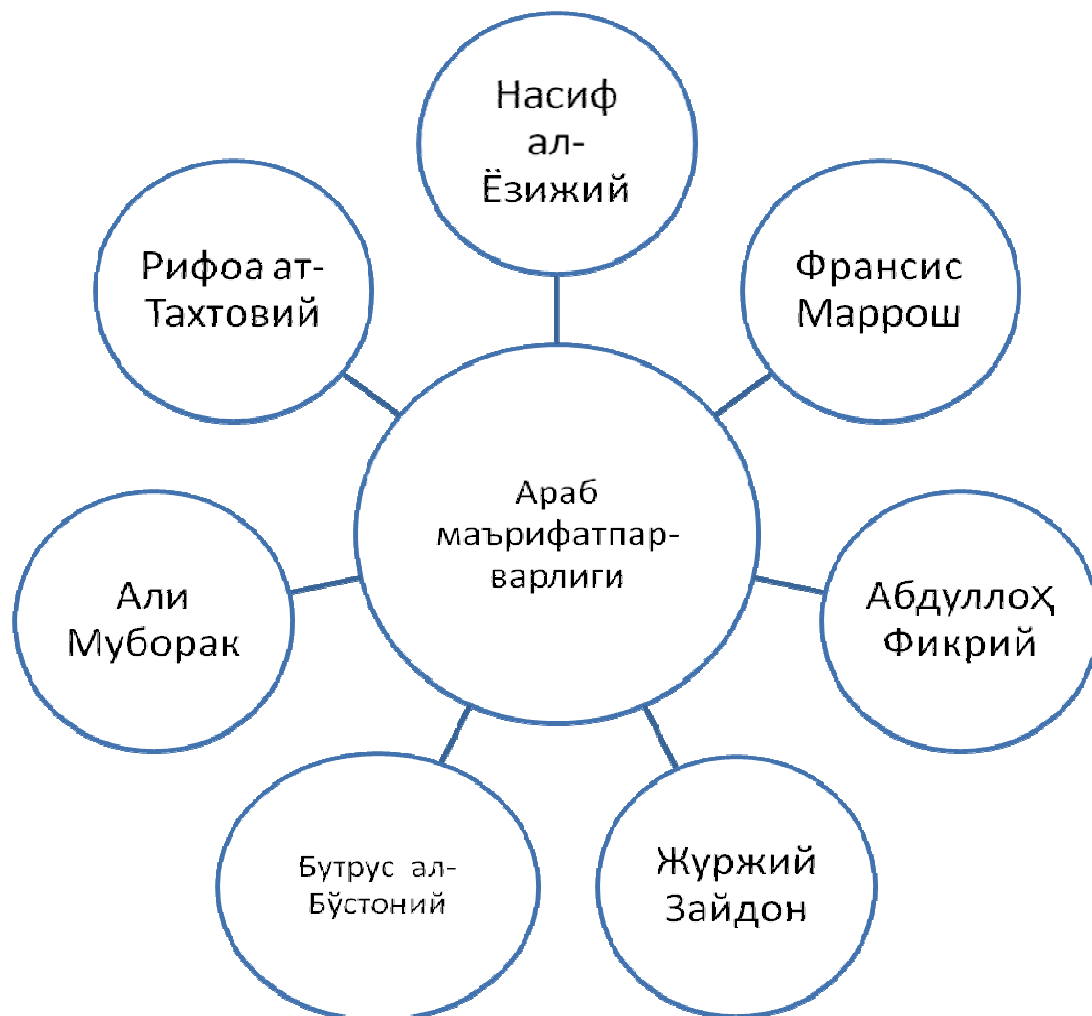 Насиф
ал-
Ёзижий
Франсис
Маррош
Абдуллоҳ
Фикрий
Журжий
Зайдон
Бутрус ал-
Бўстоний
Али
Муборак
Рифоа ат-
Тахтовий
Араб
маърифатпар-
варлиги